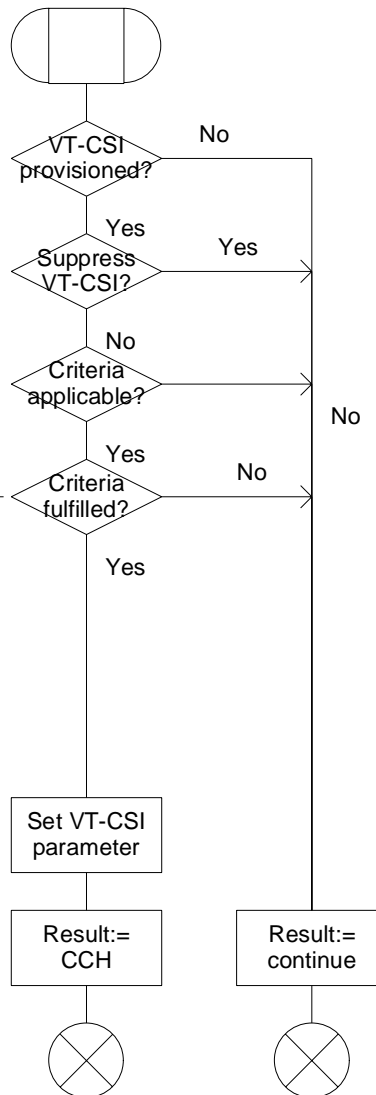 No
VT-CSI
provisioned?
Yes
Suppress
VT-CSI?
Yes
No
Criteria
applicable?
No
Yes
Criteria
fulfilled?
No
Yes
Set VT-CSI
parameter
Result:=
CCH
Result:=
continue